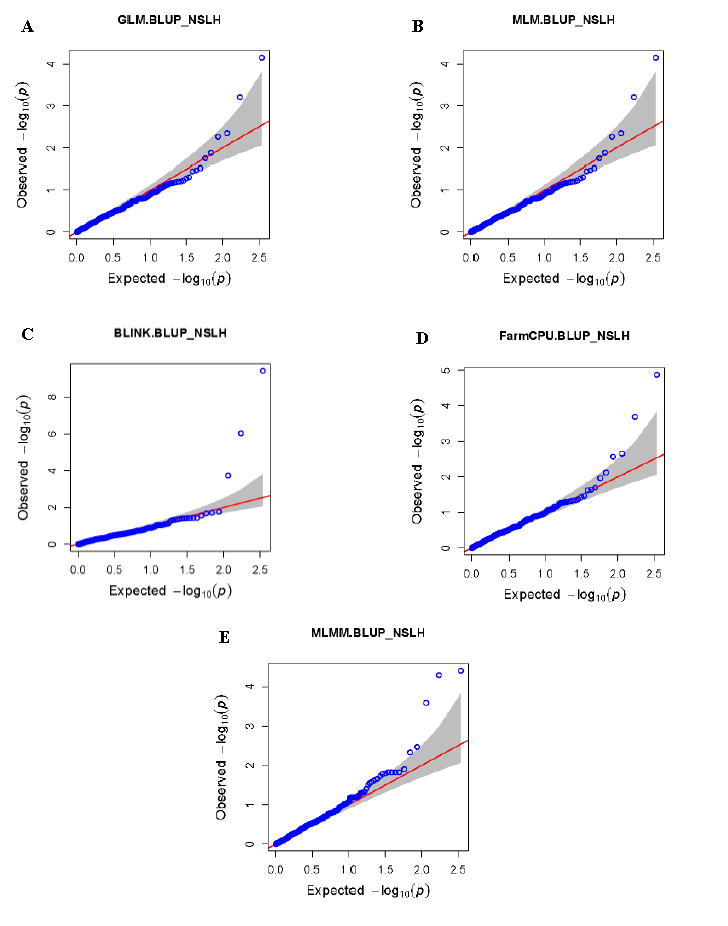 A
GLM.BLUP_NSLH
Observed −log10(p)
4
3
2
1
0
0.0 0.5 1.0 1.5 2.0 2.5
Expected −log10(p)
B
MLM.BLUP_NSLH
Observed −log10(p)
4
3
2
1
0
0.0 0.5 1.0 1.5 2.0 2.5
Expected −log10(p)
C
BLINK.BLUP_NSLH
Observed −log10(p)
8
6
4
2
0
0.0 0.5 1.0 1.5 2.0 2.5
Expected −log10(p)
D
FarmCPU.BLUP_NSLH
Observed −log10(p)
5
4
3
2
1
0
0.0 0.5 1.0 1.5 2.0 2.5
Expected −log10(p)
E
MLMM.BLUP_NSLH
Observed −log10(p)
4
3
2
1
0
0.0 0.5 1.0 1.5 2.0 2.5
Expected −log10(p)